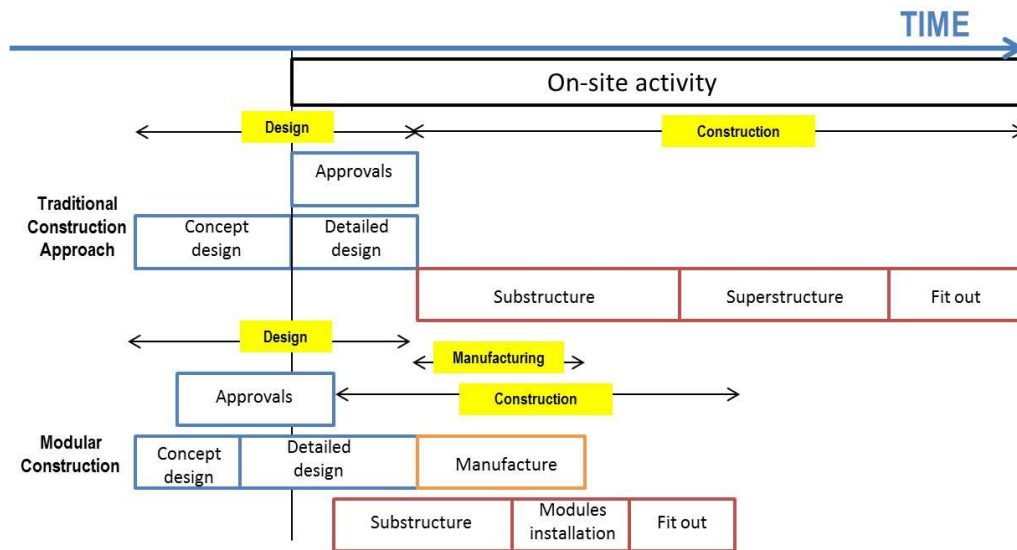 TIME
On-site activity
Design
Construction
Approvals
Traditional
Construction
Approach
Concept
design
Detailed
design
Substructure
Superstructure
Fit out
Design
Manufacturing
Approvals
Construction
Modular
Construction
Concept
design
Detailed
design
Manufacture
Substructure
Modules
installation
Fit out